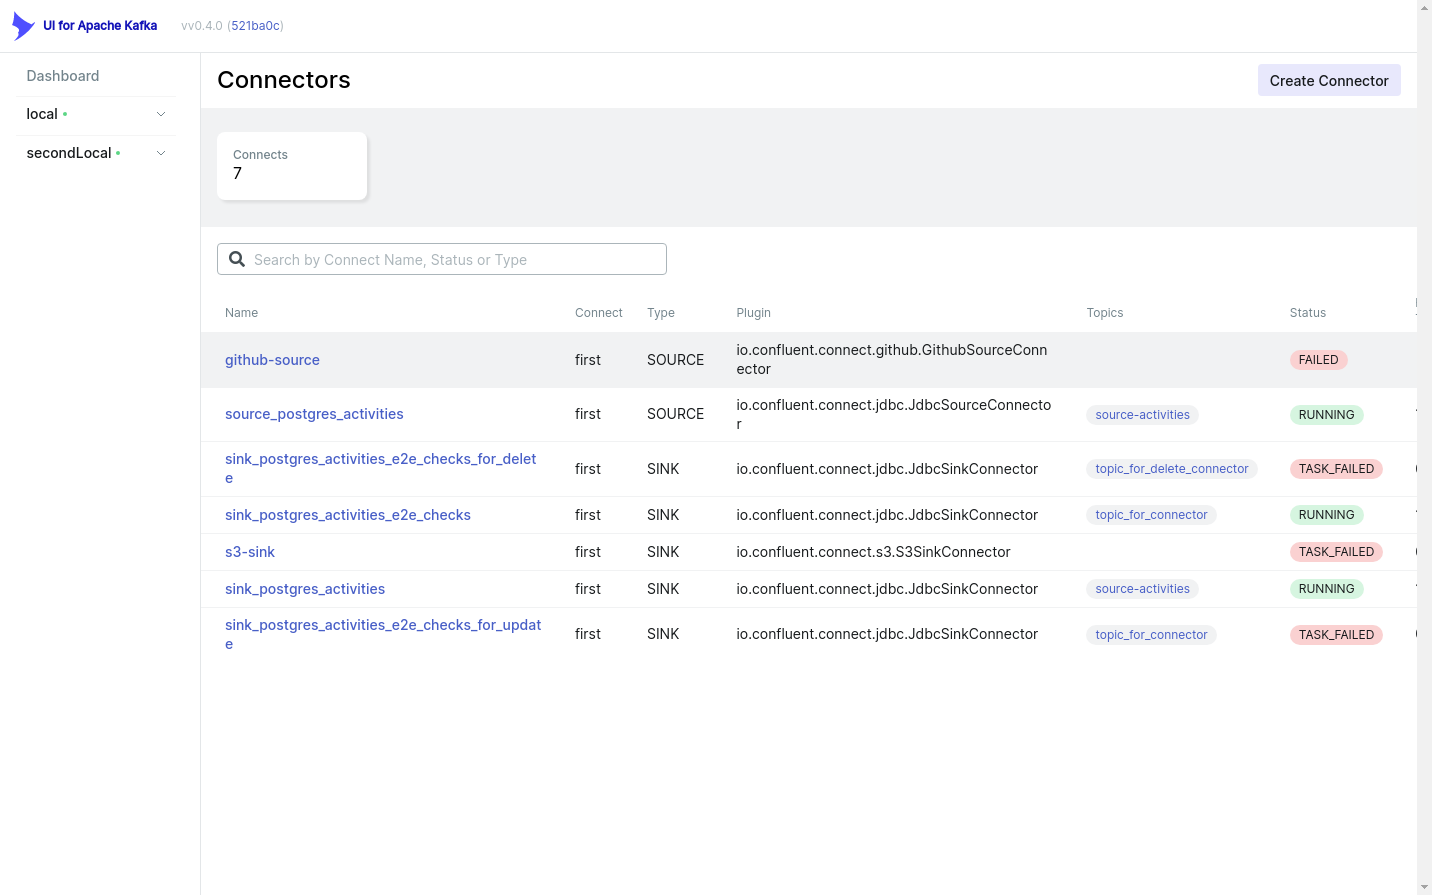 UI for Apache Kafka vv0.4.0 (521ba0c)
Dashboard
local
secondLocal
Connectors
Create Connector
Connects
7
Search by Connect Name, Status or Type
Name Connect Type Plugin Topics Status
github-source first SOURCE io.confluent.connect.github.GithubSourceConn
ector FAILED
source_postgres_activities first SOURCE io.confluent.connect.jdbc.JdbcSourceConnecto
r source-activities RUNNING
sink_postgres_activities_e2e_checks_for_delet
e first SINK io.confluent.connect.jdbc.JdbcSinkConnector topic_for_delete_connector TASK_FAILED
sink_postgres_activities_e2e_checks first SINK io.confluent.connect.jdbc.JdbcSinkConnector topic_for_connector RUNNING
s3-sink first SINK io.confluent.connect.s3.S3SinkConnector TASK_FAILED
sink_postgres_activities first SINK io.confluent.connect.jdbc.JdbcSinkConnector source-activities RUNNING
sink_postgres_activities_e2e_checks_for_updat
e first SINK io.confluent.connect.jdbc.JdbcSinkConnector topic_for_connector TASK_FAILED